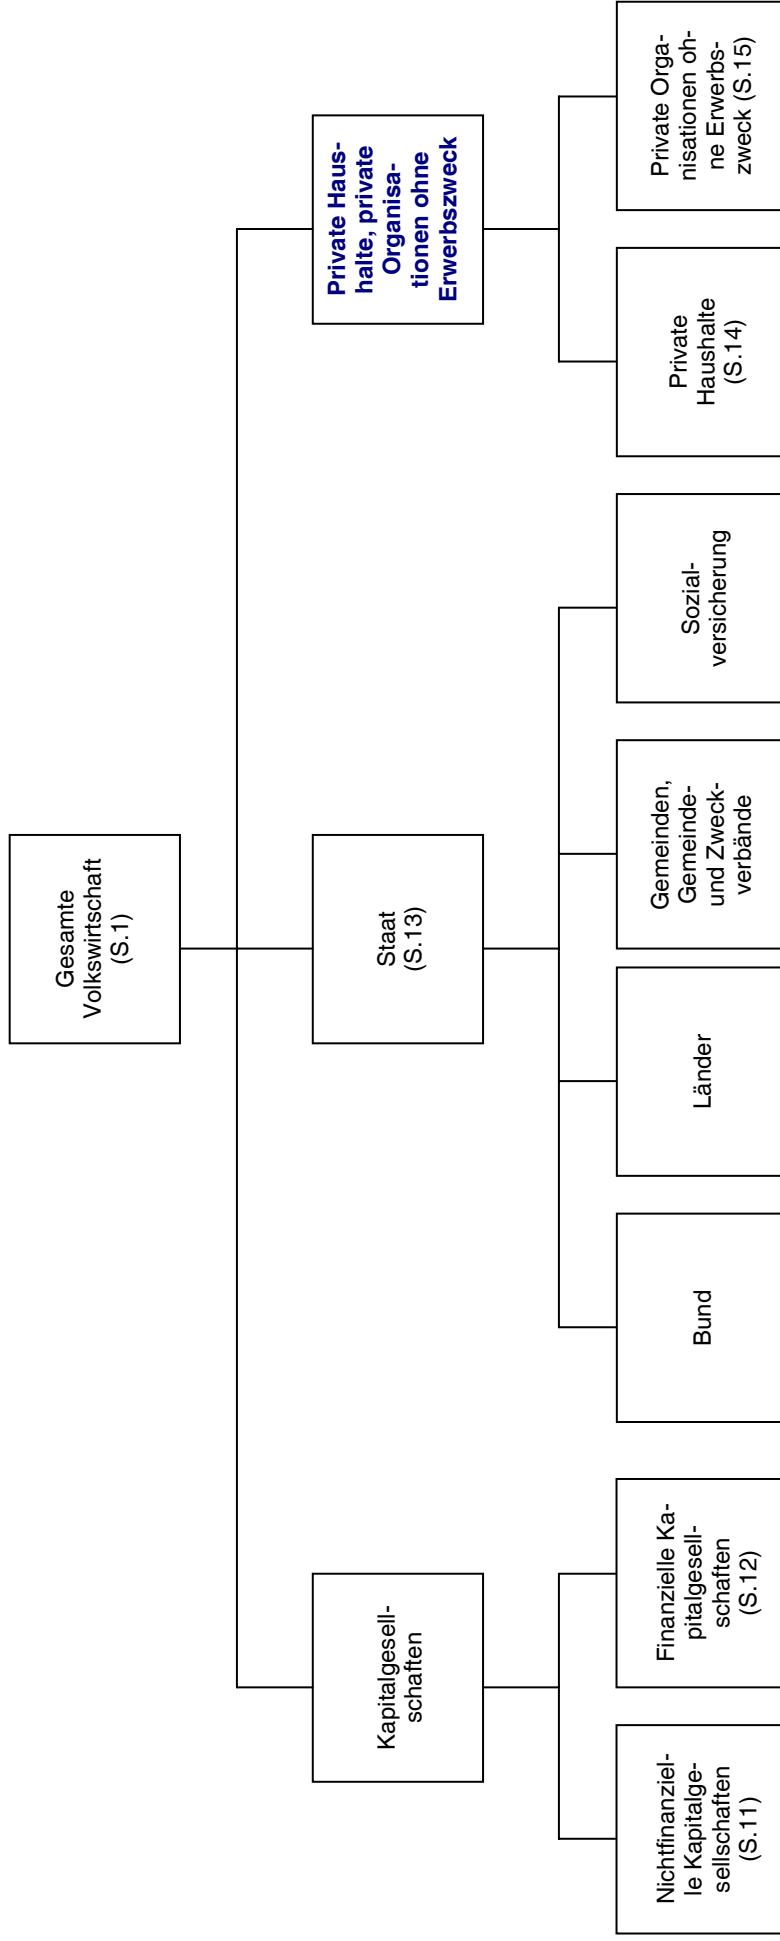 Gesamte
Volkswirtschaft
(S.1)
Kapitalgesell-
schaften
Staat
(S.13)
Private Haus-
halte, private
Organisa-
tionen ohne
Erwerbszweck
Nichtfinanziel-
le Kapitalge-
sellschaften
(S.11)
Finanzielle Ka-
pitalgesell-
schaften
(S.12)
Bund
Länder
Gemeinden,
Gemeinde-
und Zweck-
verbände
Sozial-
versicherung
Private
Haushalte
(S.14)
Private Orga-
nisationen oh-
ne Erwerbs-
zweck (S.15)